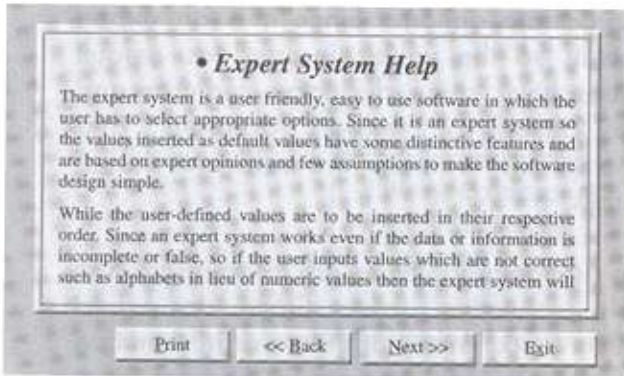 • Expert System Help
The expert system is a user friendly, easy to use software in which the
user has to select appropriate options. Since it is an expert system so
the values inserted as default values have some distinctive features and
are based on expert opinions and few assumptions to make the software
design simple.
While the user-defined values are to be inserted in their respective
order. Since an expert system works even if the data or information is
incomplete or false, so if the user inputs values which are not correct
such as alphabets in lieu of numeric values then the expert system will
Print << Back Next >> Exit